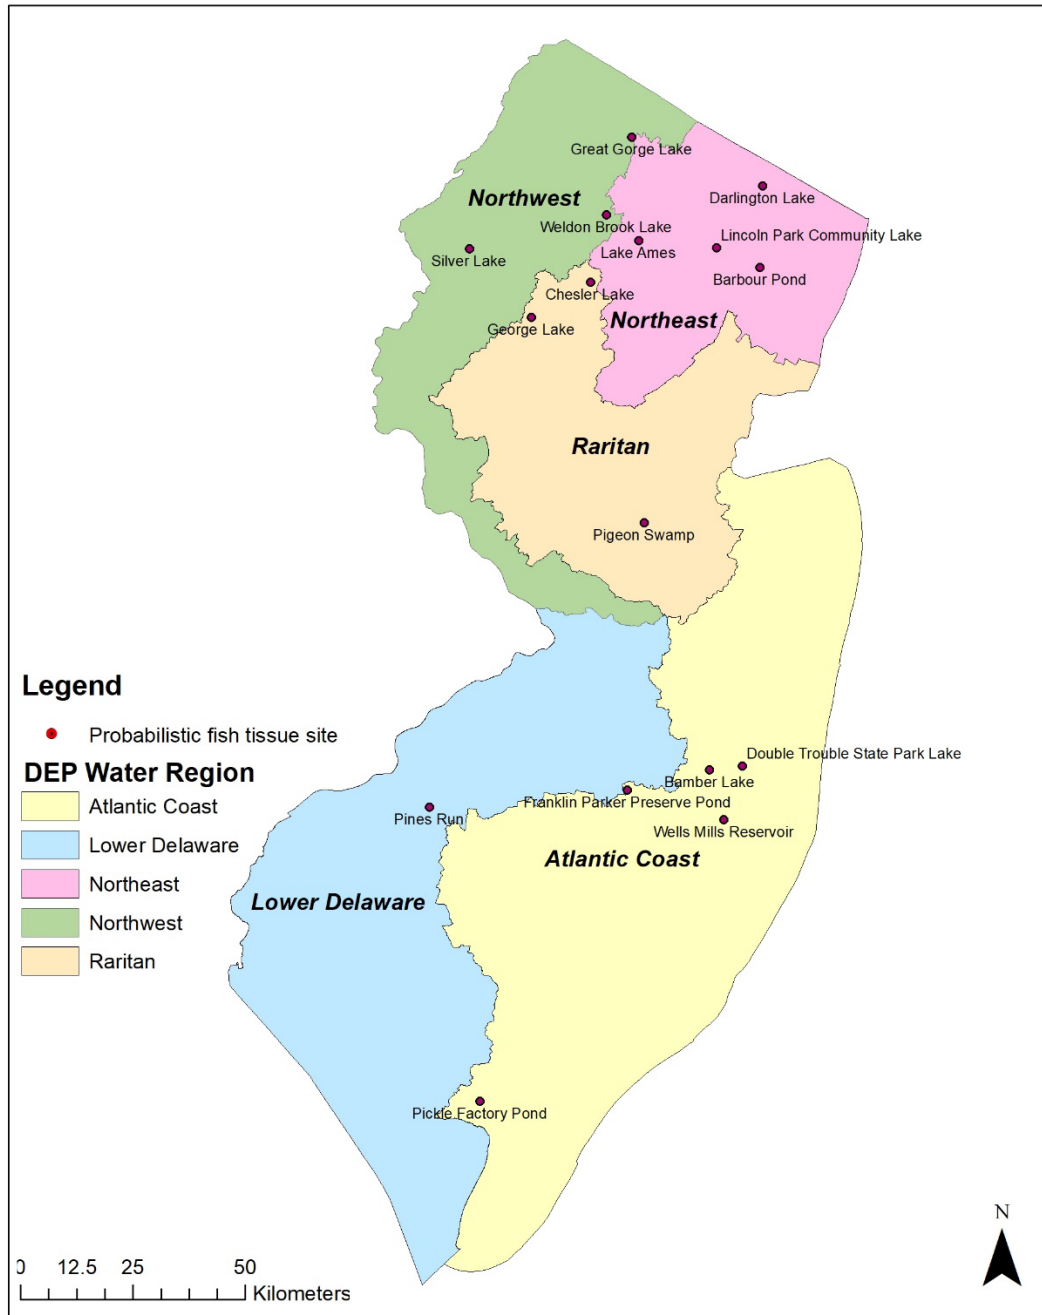 Great Gorge Lake
Northwest
Darlington Lake
Weldon Brook Lake
Lincoln Park Community Lake
Silver Lake
Lake Ames
Barbour Pond
Chesler Lake
George Lake
Northeast
Raritan
Pigeon Swamp
Legend
Probabilistic fish tissue site
DEP Water Region
Atlantic Coast
Lower Delaware
Northeast
Northwest
Raritan
Double Trouble State Park Lake
Bamber Lake
Franklin Parker Preserve Pond
Pines Run
Wells Mills Reservoir
Atlantic Coast
Lower Delaware
Pickle Factory Pond
N
0 12.5 25 50
Kilometers